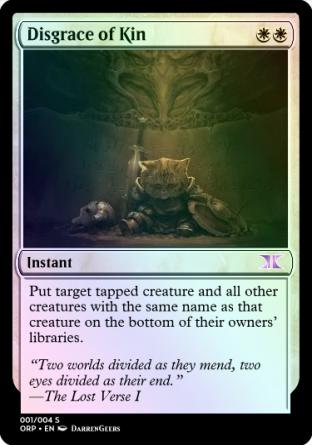 Disgrace of Kin
Instant
Put target tapped creature and all other
creatures with the same name as that
creature on the bottom of their owners'
libraries.
“Two worlds divided as they mend, two
eyes divided as their end.”
—The Lost Verse I
001/004 S
ORP • EN DarrenGeers